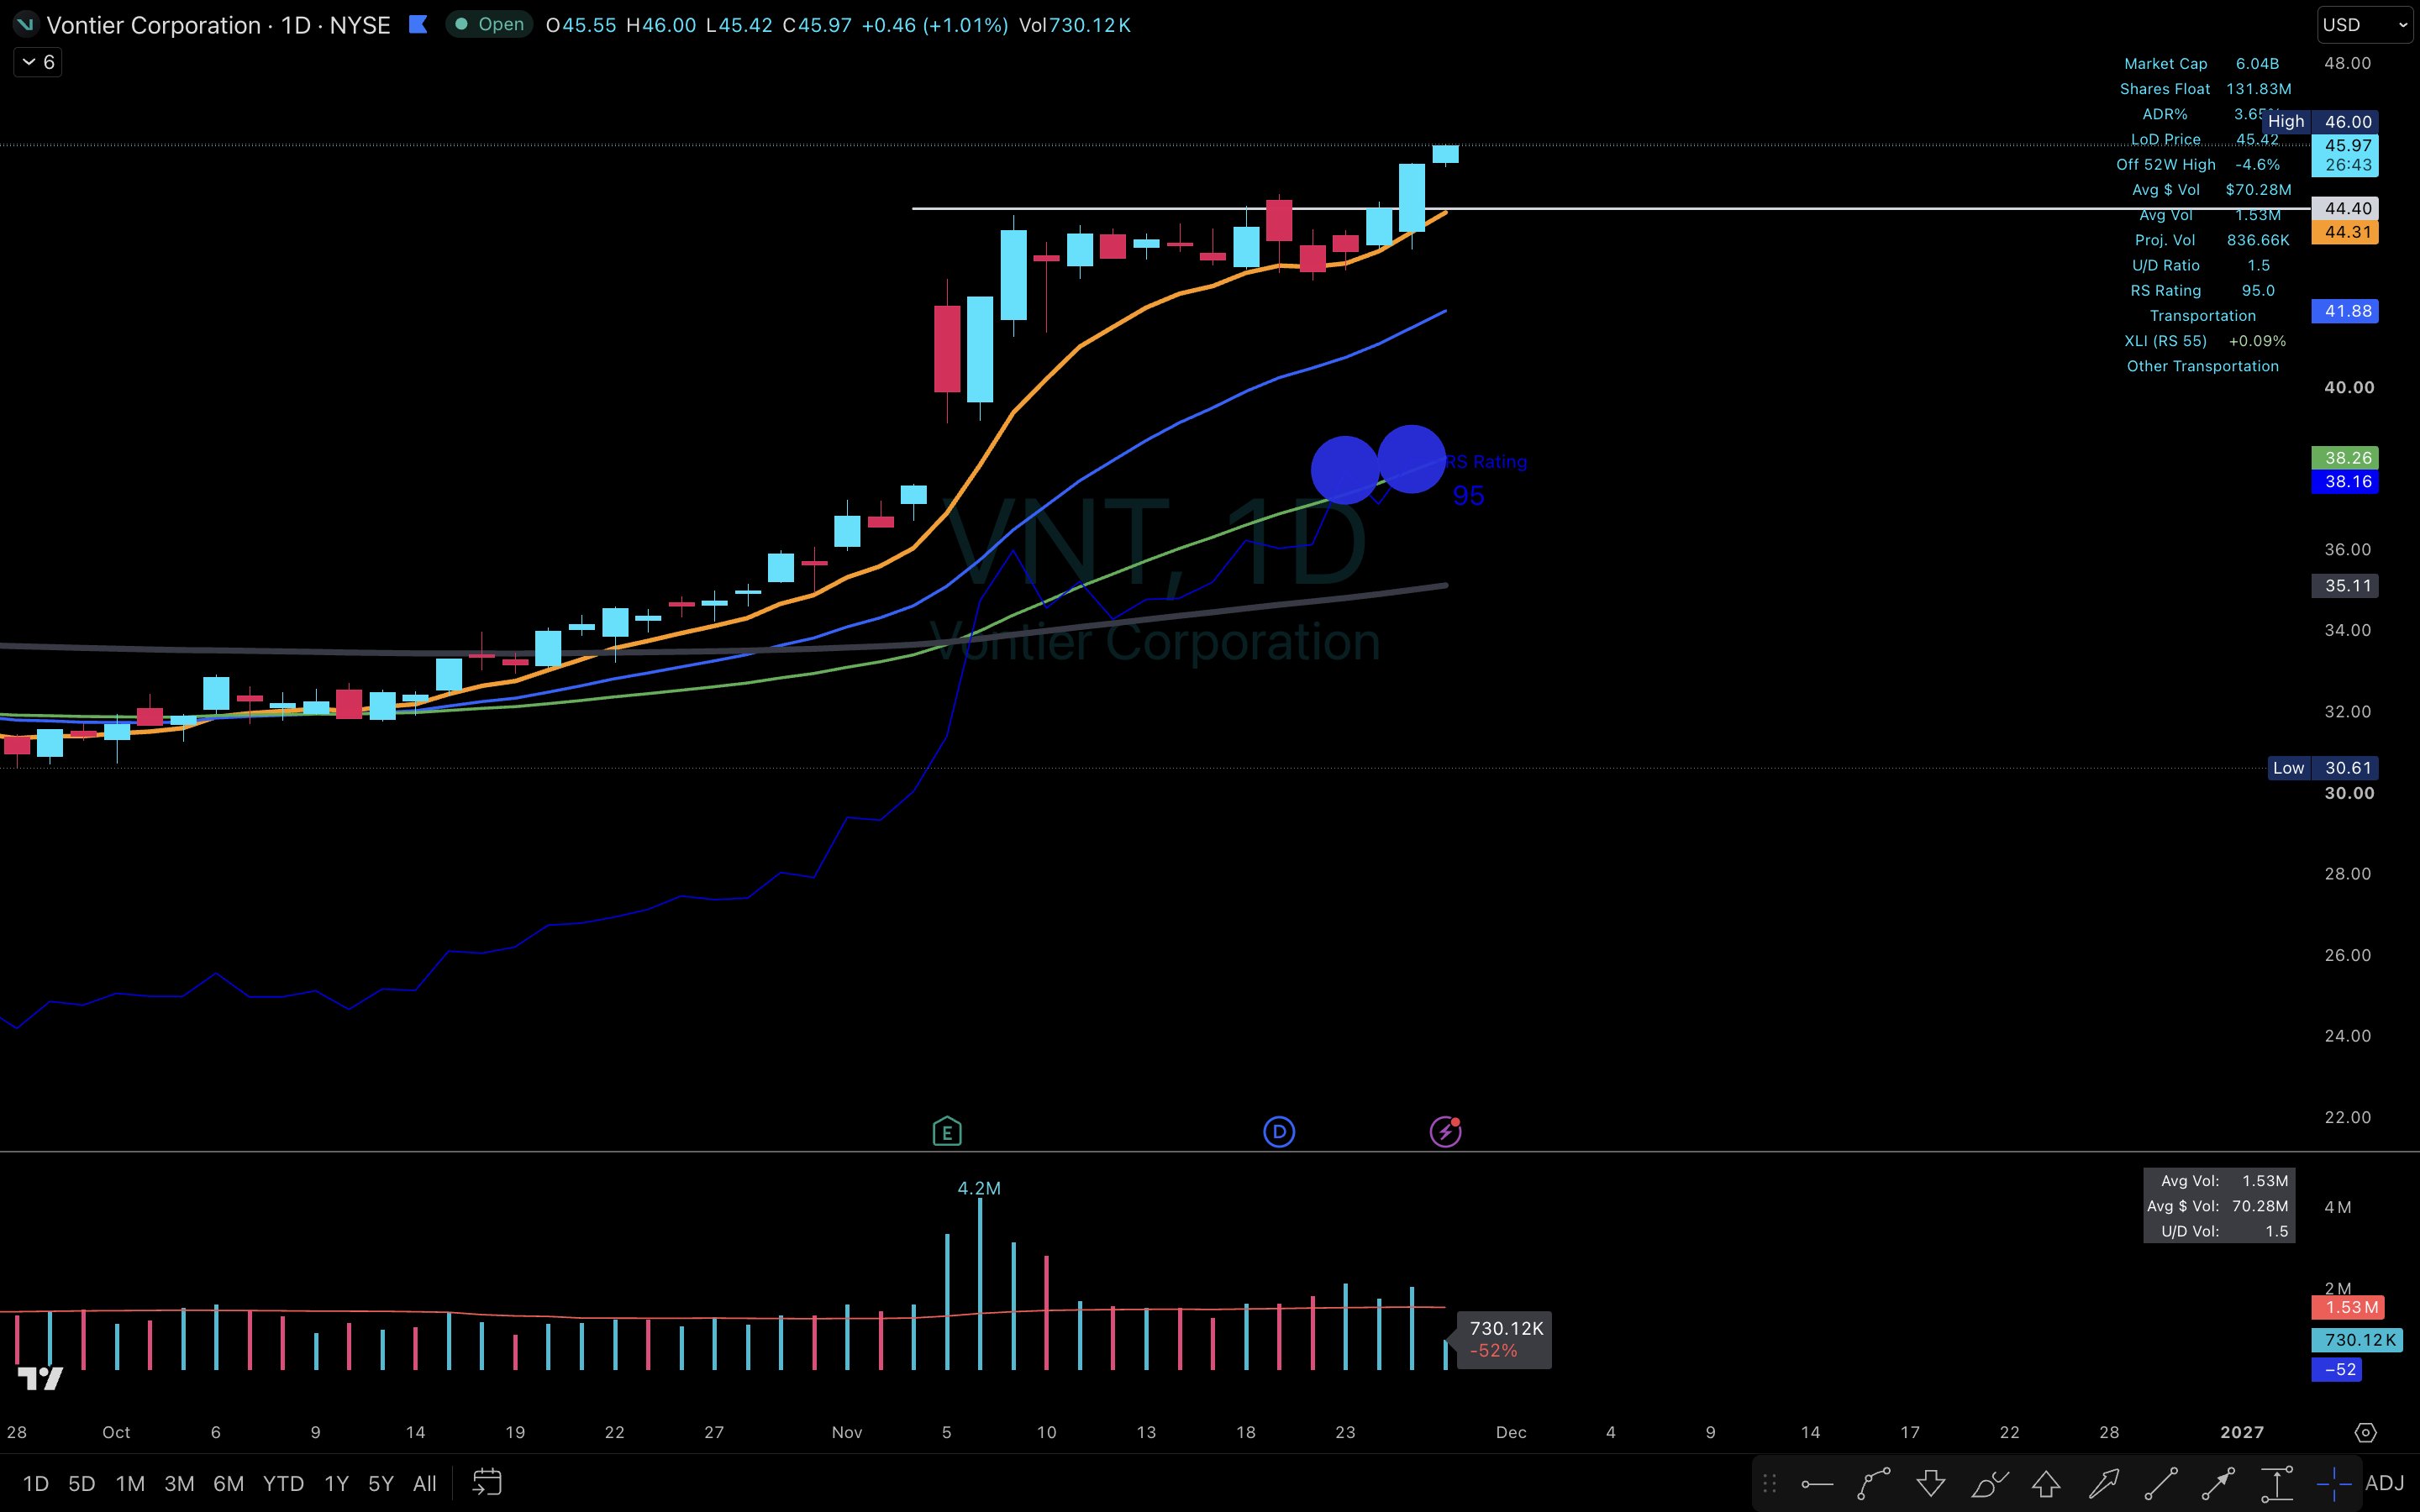 Vontier Corporation · 1D · NYSE Open O45.55 H46.00 L45.42 C45.97 +0.46 (+1.01%) Vol730.12K
USD
6
Market Cap 6.04B
Shares Float 131.83M
ADR% 3.65%
LoD Price 45.42
Off 52W High -4.6%
Avg $ Vol $70.28M
Avg Vol 1.53M
Proj. Vol 836.66K
U/D Ratio 1.5
RS Rating 95.0
Transportation
XLI (RS 55) +0.09%
Other Transportation
48.00
High 46.00
45.97
26:43
44.40
44.31
41.88
40.00
38.26
38.16
36.00
35.11
34.00
32.00
Low 30.61
30.00
28.00
26.00
24.00
22.00
RS Rating
95
VNT, 1D
Vontier Corporation
E
D
4.2M
Avg Vol: 1.53M
Avg $ Vol: 70.28M
U/D Vol: 1.5
4 M
2 M
1.53 M
730.12 K
−52
730.12K
-52%
28 Oct 6 9 14 19 22 27 Nov 5 10 13 18 23 Dec 4 9 14 17 22 28 2027
1D 5D 1M 3M 6M YTD 1Y 5Y All
ADJ